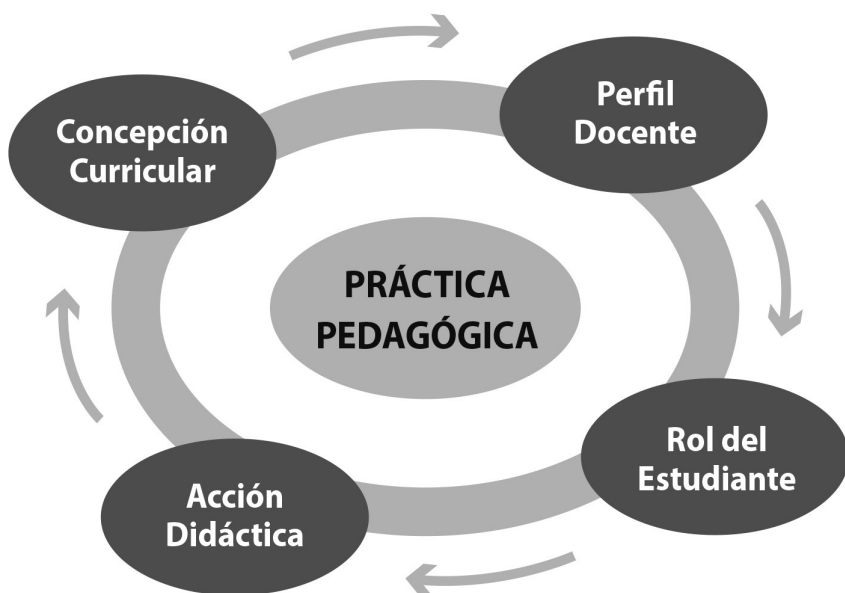 Concepción
Curricular
Perfil
Docente
PRÁCTICA
PEDAGÓGICA
Rol del
Estudiante
Acción
Didáctica